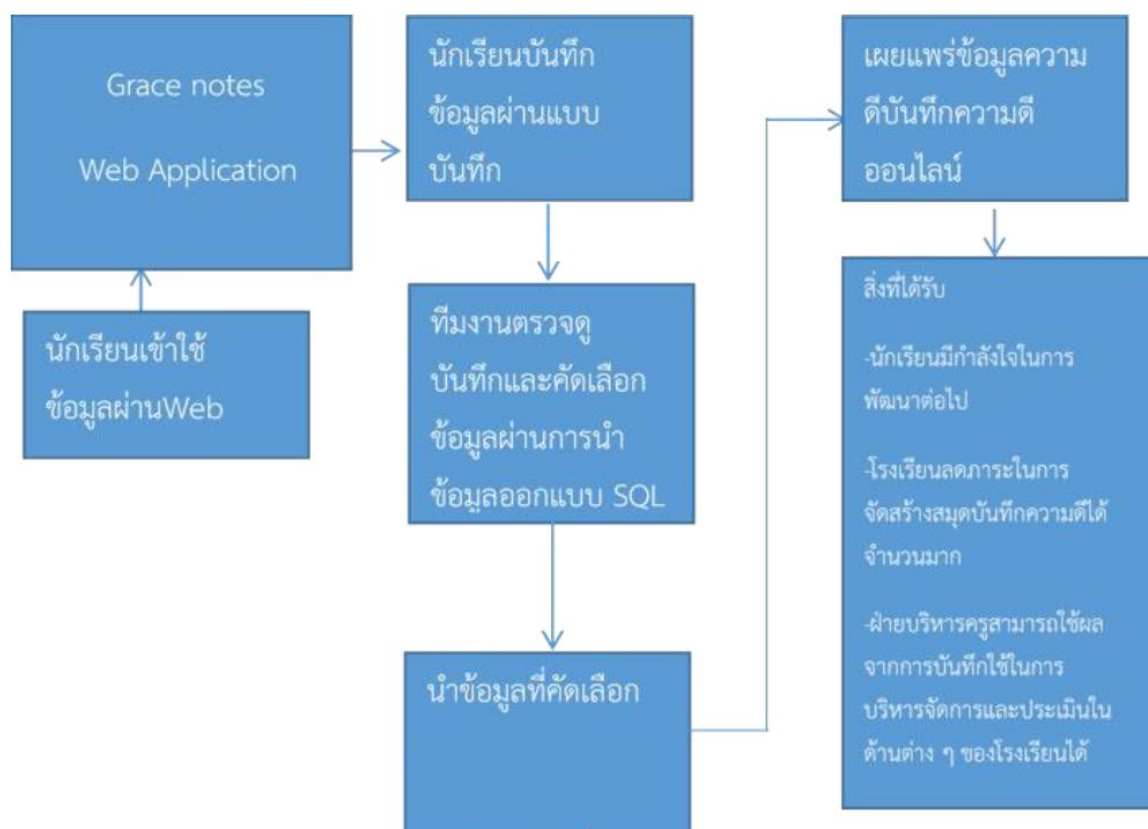 Grace notes
Web Application
นักเรียนเข้าใช้
ข้อมูลผ่านWeb
นักเรียนบันทึก
ข้อมูลผ่านแบบ
บันทึก
ทีมงานตรวจดู
บันทึกและคัดเลือก
ข้อมูลผ่านการนำ
ข้อมูลออกแบบ SQL
นำข้อมูลที่คัดเลือก
เผยแพร่ข้อมูลความ
ดีบันทึกความดี
ออนไลน์
สิ่งที่ได้รับ
-นักเรียนมีกำลังใจในการ
พัฒนาต่อไป
-โรงเรียนลดภาระในการ
จัดสร้างสมุดบันทึกความดีได้
จำนวนมาก
-ฝ่ายบริหารครูสามารถใช้ผล
จากการบันทึกใช้ในการ
บริหารจัดการและประเมินใน
ด้านต่าง ๆ ของโรงเรียนได้